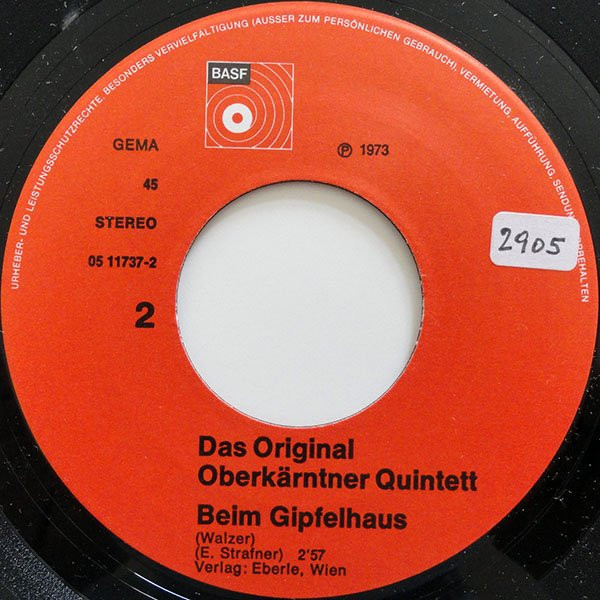 URHEBER- UND LEISTUNGSSCHUTZRECHTE. BESONDERS VERVIELFÄLTIGUNG (AUSSER ZUM PERSÖNLICHEN GEBRAUCH), VERMIETUNG, AUFFÜHRUNG, SENDUNG
BASF
GEMA
℗ 1973
45
STEREO
05 11737-2
2905
2
Das Original
Oberkärntner Quintett
Beim Gipfelhaus
(Walzer)
(E. Strafner) 2'57
Verlag: Eberle, Wien